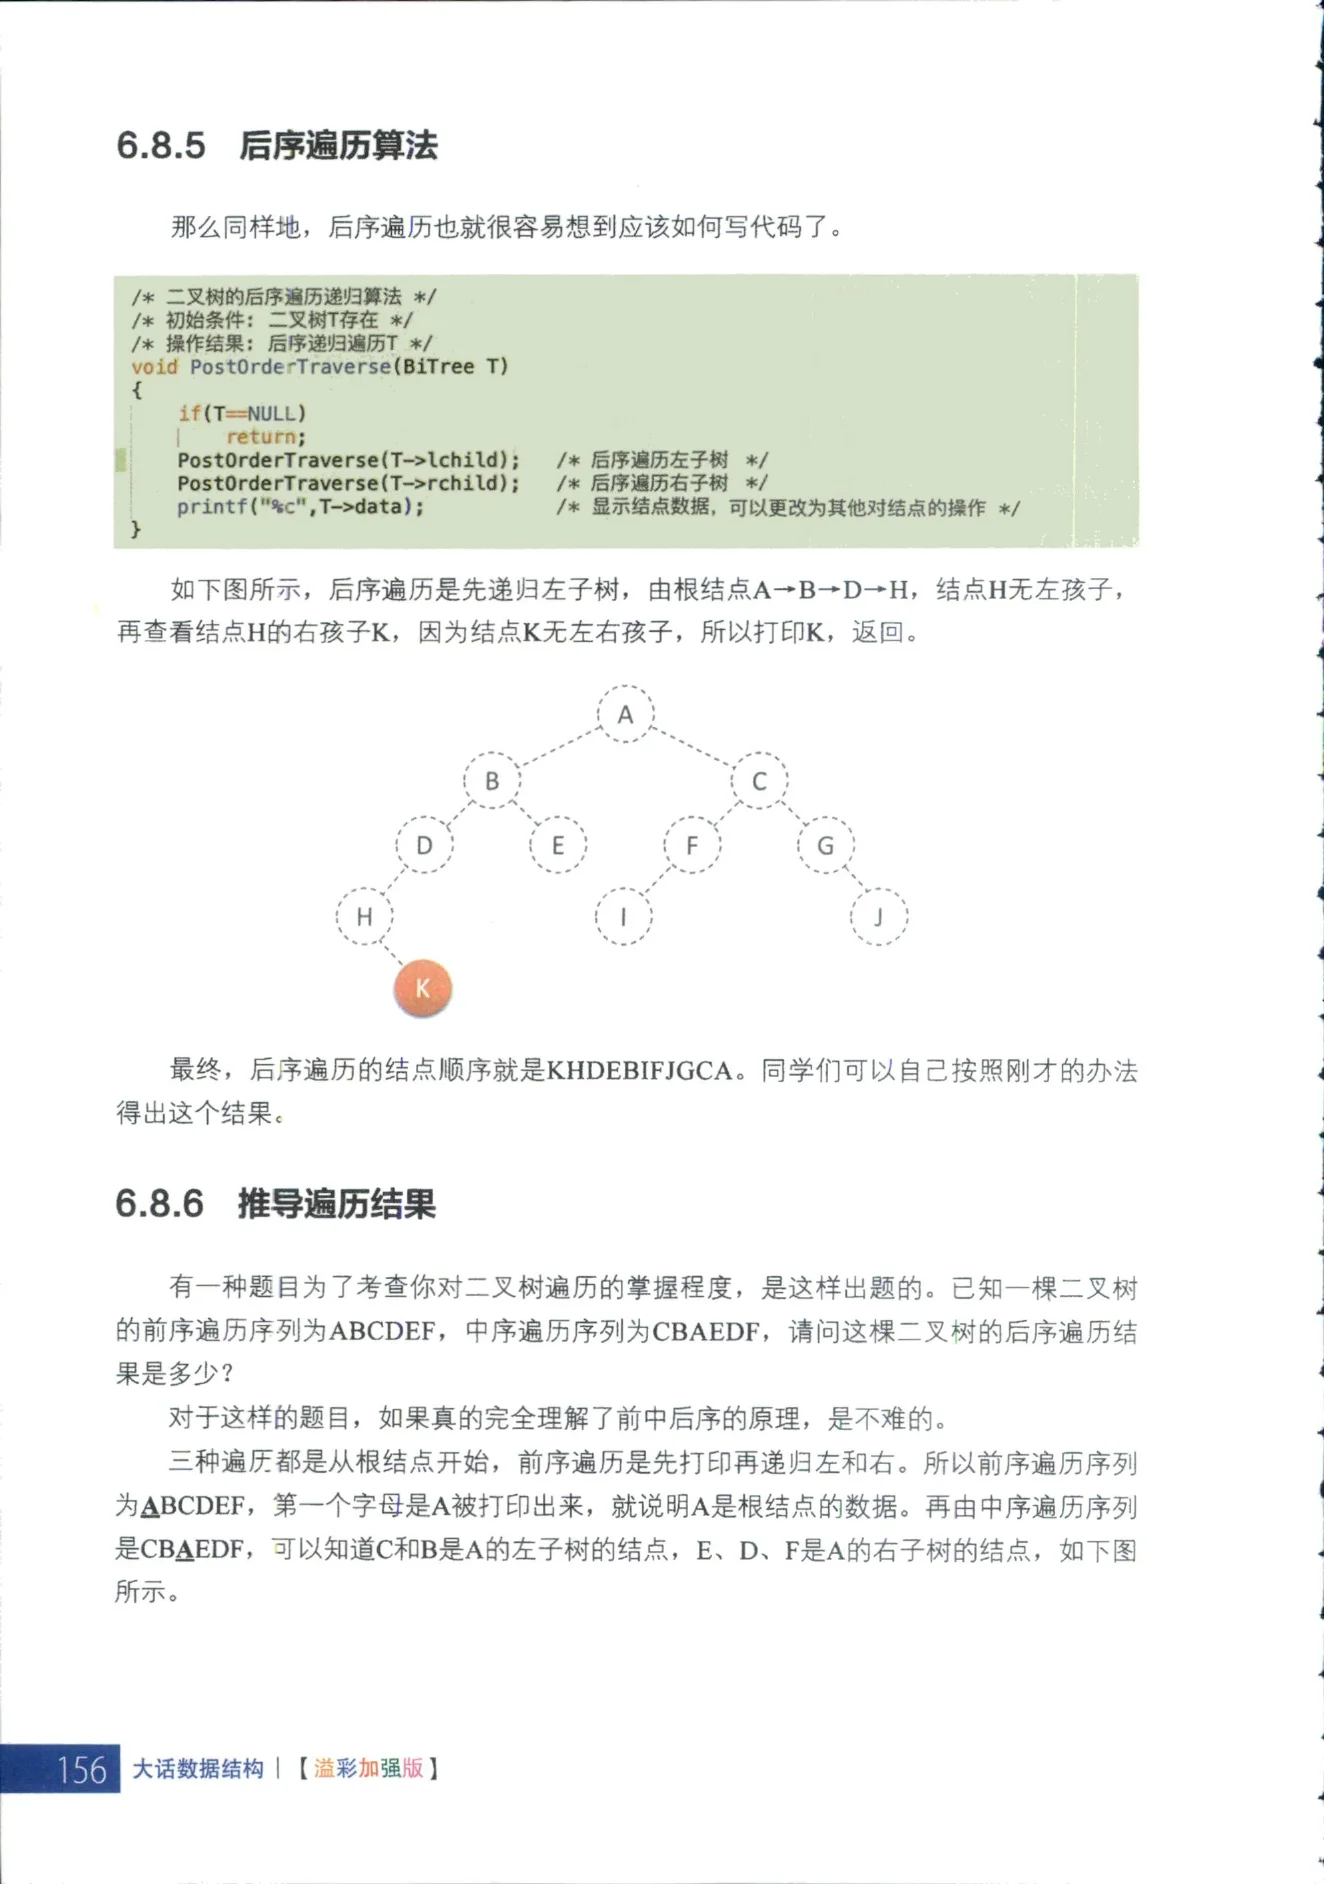 6.8.5 后序遍历算法
那么同样地，后序遍历也就很容易想到应该如何写代码了。
/* 二叉树的后序遍历递归算法 */
/* 初始条件：二叉树T存在 */
/* 操作结果：后序递归遍历T */
void PostOrderTraverse(BiTree T)
{
if(T==NULL)
return;
PostOrderTraverse(T->lchild); /* 后序遍历左子树 */
PostOrderTraverse(T->rchild); /* 后序遍历右子树 */
printf("%c",T->data); /* 显示结点数据，可以更改为其他对结点的操作 */
}
如下图所示，后序遍历是先递归左子树，由根结点A→B→D→H，结点H无左孩子，
再查看结点H的右孩子K，因为结点K无左右孩子，所以打印K，返回。
A
B C
D E F G
H I J
K
最终，后序遍历的结点顺序就是KHDEBIFJGCA。同学们可以自己按照刚才的办法
得出这个结果。
6.8.6 推导遍历结果
有一种题目为了考查你对二叉树遍历的掌握程度，是这样出题的。已知一棵二叉树
的前序遍历序列为ABCDEF，中序遍历序列为CBAEDF，请问这棵二叉树的后序遍历结
果是多少？
对于这样的题目，如果真的完全理解了前中后序的原理，是不难的。
三种遍历都是从根结点开始，前序遍历是先打印再递归左和右。所以前序遍历序列
为ABCDEF，第一个字母是A被打印出来，就说明A是根结点的数据。再由中序遍历序列
是CBAEDF，可以知道C和B是A的左子树的结点，E、D、F是A的右子树的结点，如下图
所示。
156 大话数据结构 | 【溢彩加强版】